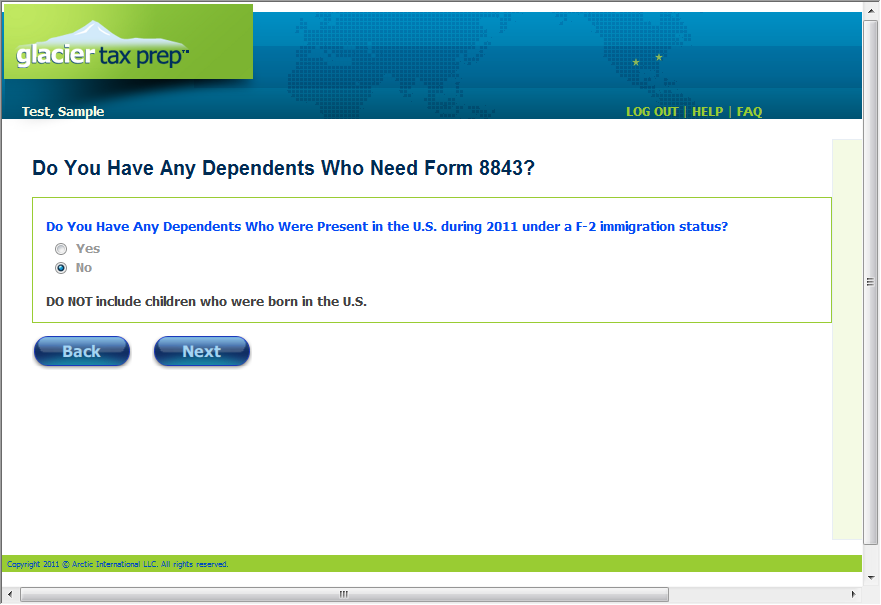 glacier tax prep™
Test, Sample
LOG OUT | HELP | FAQ
Do You Have Any Dependents Who Need Form 8843?
Do You Have Any Dependents Who Were Present in the U.S. during 2011 under a F-2 immigration status?
Yes
No
DO NOT include children who were born in the U.S.
Back Next
Copyright 2011 © Arctic International LLC. All rights reserved.